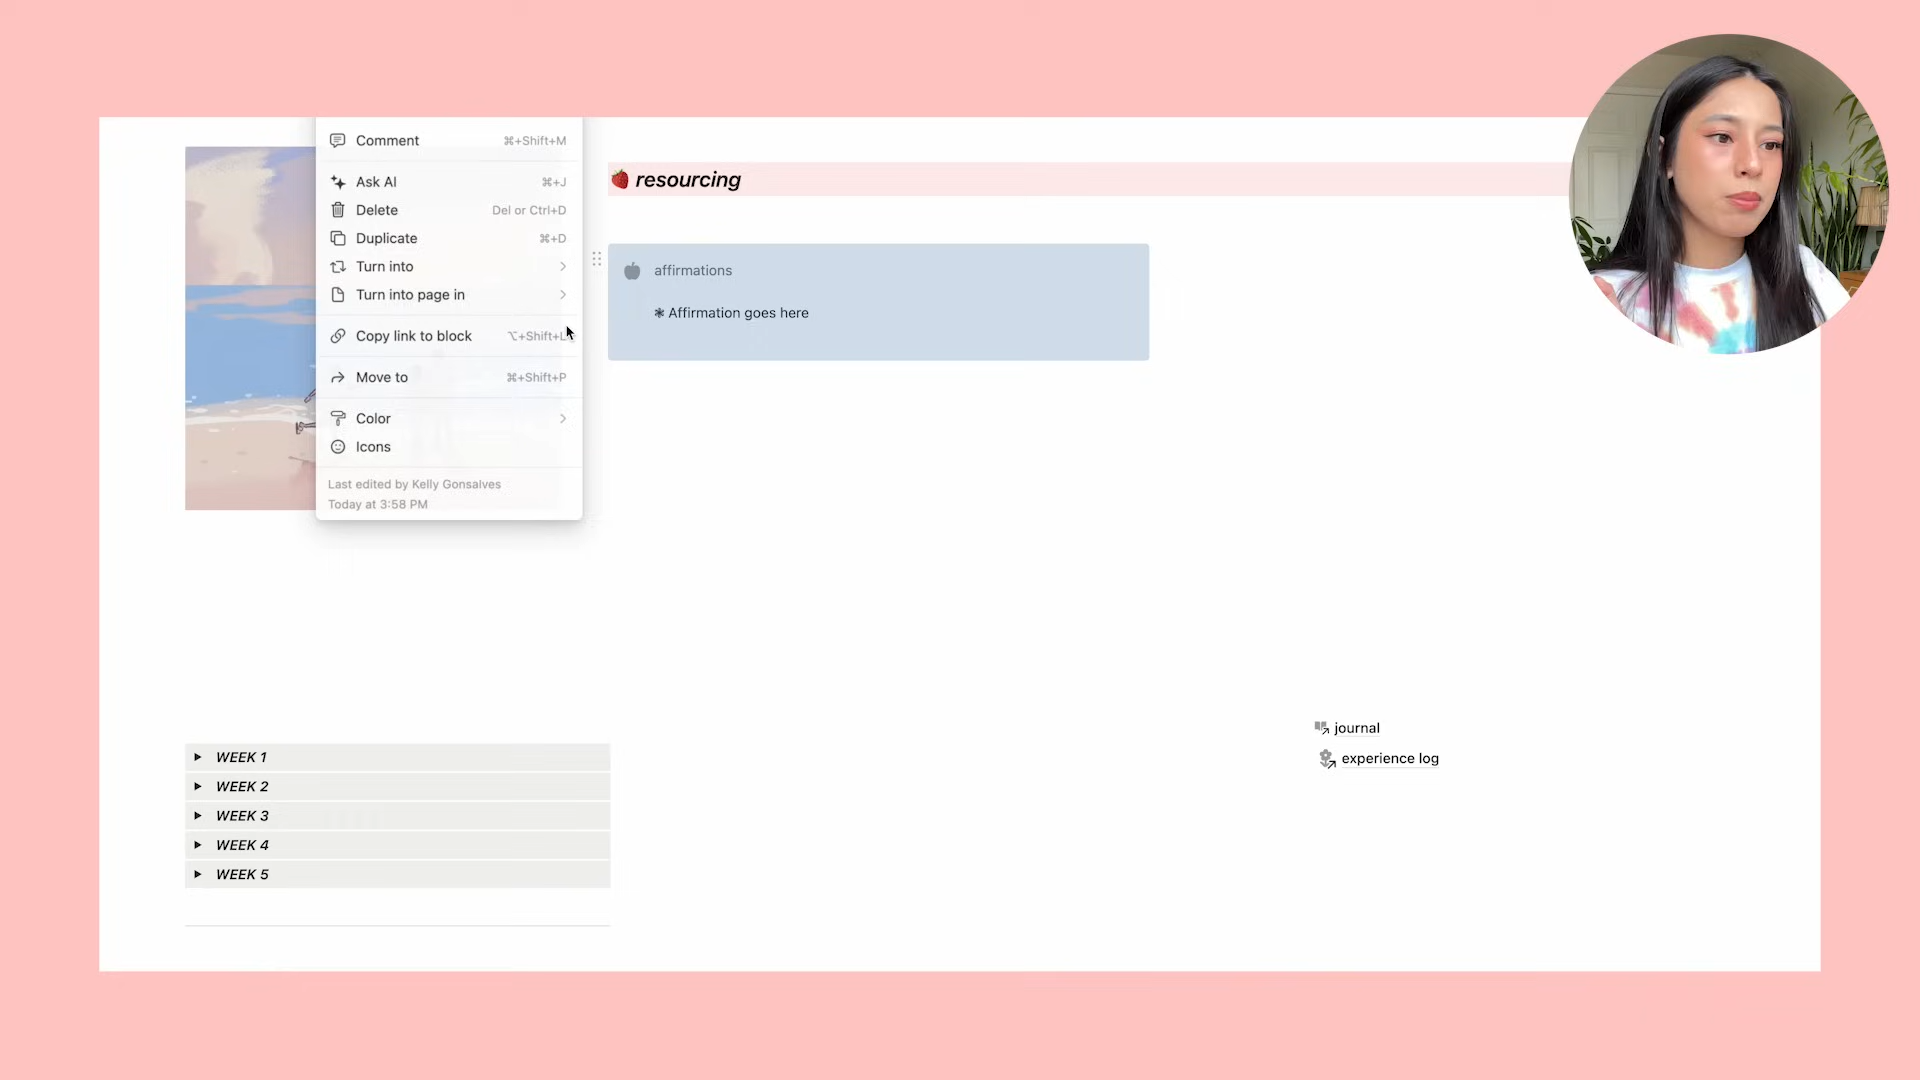 Comment ⌘+Shift+M
Ask AI ⌘+J
Delete Del or Ctrl+D
Duplicate ⌘+D
Turn into
Turn into page in
Copy link to block ⌥+Shift+L
Move to ⌘+Shift+P
Color
Icons
Last edited by Kelly Gonsalves
Today at 3:58 PM
🍓 resourcing
affirmations
✱ Affirmation goes here
WEEK 1
WEEK 2
WEEK 3
WEEK 4
WEEK 5
journal
experience log